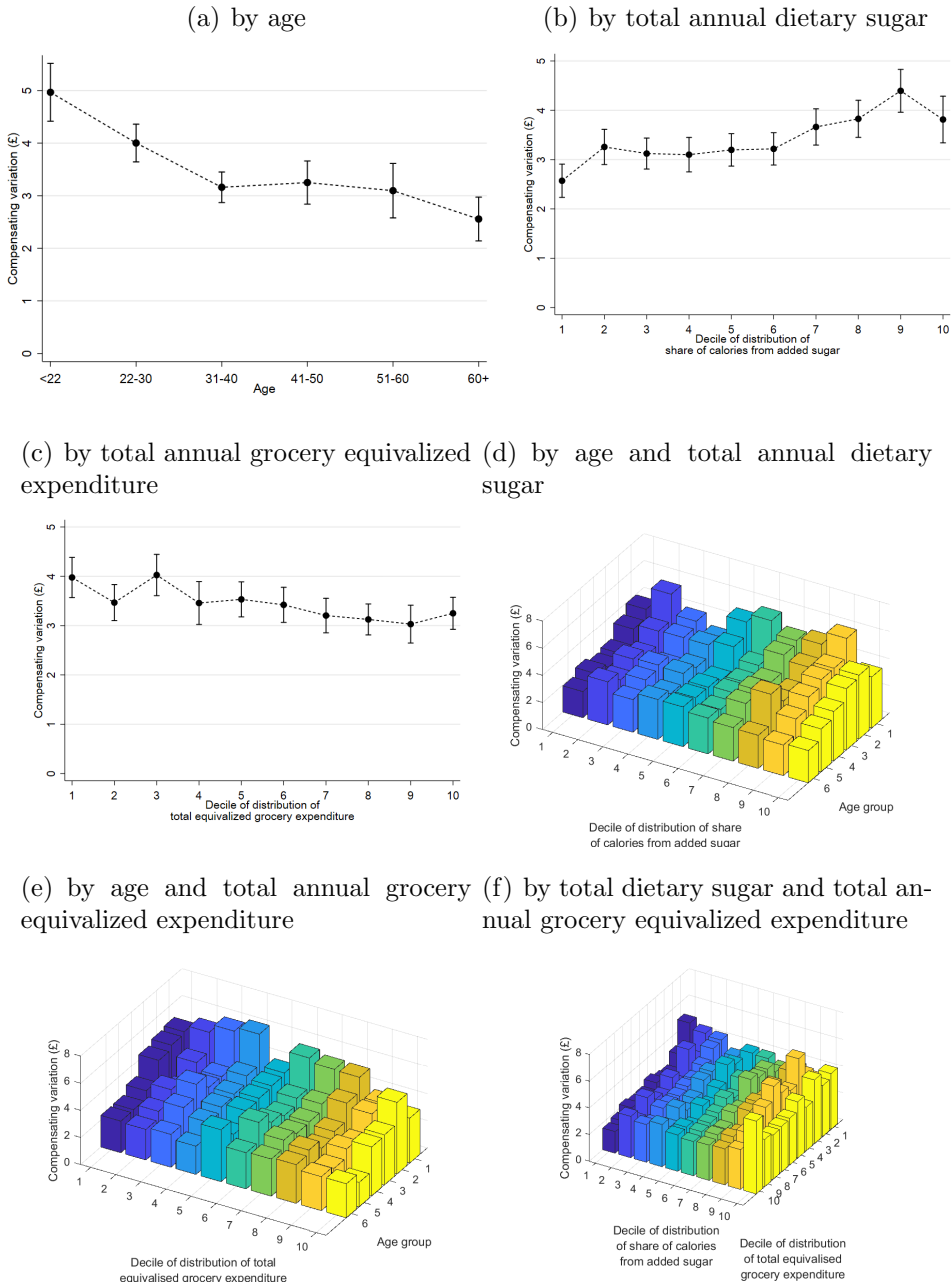 (a) by age
(b) by total annual dietary sugar
Compensating variation (£)
5
4
3
2
1
0
<22 22-30 31-40 41-50 51-60 60+
Age
Compensating variation (£)
5
4
3
2
1
0
1 2 3 4 5 6 7 8 9 10
Decile of distribution of
share of calories from added sugar
(c) by total annual grocery equivalized
expenditure
(d) by age and total annual dietary
sugar
Compensating variation (£)
5
4
3
2
1
0
1 2 3 4 5 6 7 8 9 10
Decile of distribution of
total equivalized grocery expenditure
Compensating variation (£)
8
6
4
2
0
1 2 3 4 5 6 7 8 9 10
6 5 4 3 2 1
Age group
Decile of distribution of share
of calories from added sugar
(e) by age and total annual grocery
equivalized expenditure
(f) by total dietary sugar and total an-
nual grocery equivalized expenditure
Compensating variation (£)
8
6
4
2
0
1 2 3 4 5 6 7 8 9 10
6 5 4 3 2 1
Age group
Decile of distribution of total
equivalised grocery expenditure
Compensating variation (£)
8
6
4
2
0
1 2 3 4 5 6 7 8 9 10
10 9 8 7 6 5 4 3 2 1
Decile of distribution
of share of calories
from added sugar
Decile of distribution
of total equivalised
grocery expenditure